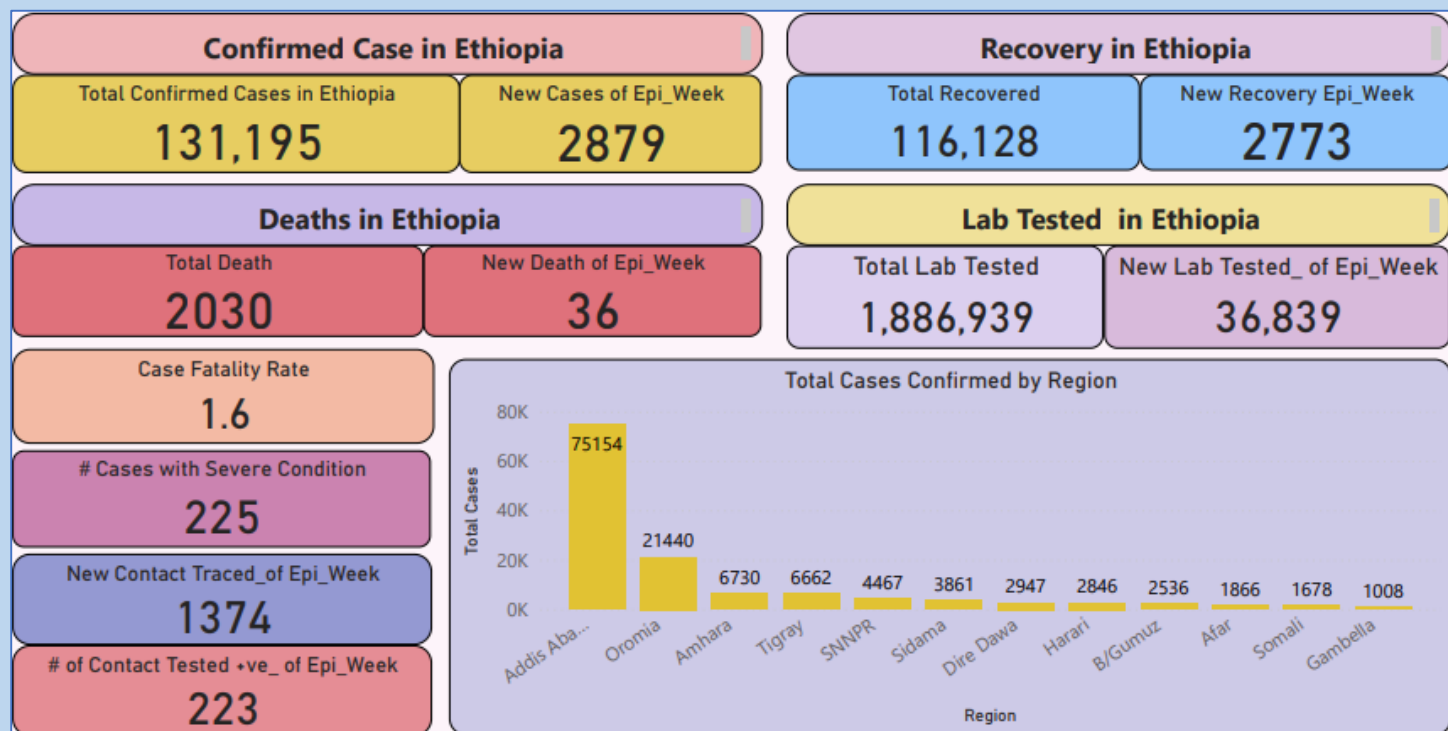 Confirmed Case in Ethiopia
Total Confirmed Cases in Ethiopia
131,195
New Cases of Epi_Week
2879
Recovery in Ethiopia
Total Recovered
116,128
New Recovery Epi_Week
2773
Deaths in Ethiopia
Total Death
2030
New Death of Epi_Week
36
Lab Tested in Ethiopia
Total Lab Tested
1,886,939
New Lab Tested_ of Epi_Week
36,839
Case Fatality Rate
1.6
# Cases with Severe Condition
225
New Contact Traced_of Epi_Week
1374
# of Contact Tested +ve_ of Epi_Week
223
Total Cases Confirmed by Region
Total Cases
80K
60K
40K
20K
0K
75154
21440
6730
6662
4467
3861
2947
2846
2536
1866
1678
1008
Addis Aba...
Oromia
Amhara
Tigray
SNNPR
Sidama
Dire Dawa
Harari
B/Gumuz
Afar
Somali
Gambella
Region